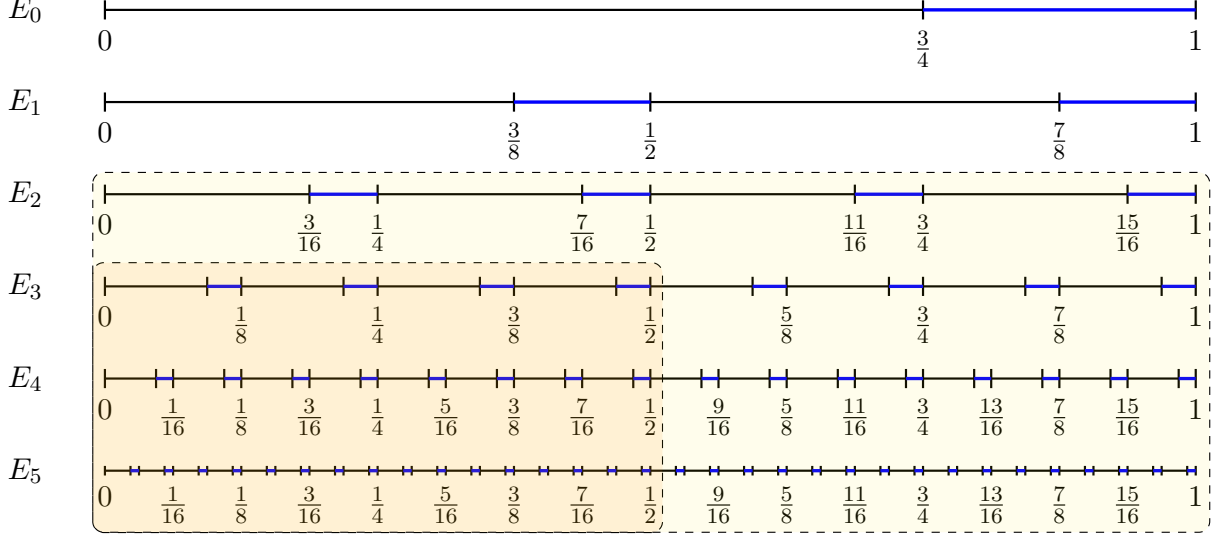 E₀
0 3/4 1
E₁
0 3/8 1/2 7/8 1
E₂
0 3/16 1/4 7/16 1/2 11/16 3/4 15/16 1
E₃
0 1/8 1/4 3/8 1/2 5/8 3/4 7/8 1
E₄
0 1/16 1/8 3/16 1/4 5/16 3/8 7/16 1/2 9/16 5/8 11/16 3/4 13/16 7/8 15/16 1
E₅
0 1/16 1/8 3/16 1/4 5/16 3/8 7/16 1/2 9/16 5/8 11/16 3/4 13/16 7/8 15/16 1